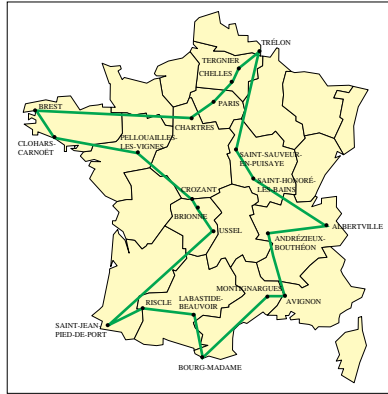 TRÉLON
TERGNIER
CHELLES
PARIS
BREST
CHARTRES
CLOHARS-
CARNOËT
PELLOUAILLES-
LES-VIGNES
SAINT-SAUVEUR-
EN-PUISAYE
SAINT-HONORÉ-
LES-BAINS
CROZANT
BRIONNE
USSEL
ALBERTVILLE
ANDRÉZIEUX-
BOUTHÉON
MONTIGNARGUES
AVIGNON
RISCLE
LABASTIDE-
BEAUVOIR
SAINT-JEAN-
PIED-DE-PORT
BOURG-MADAME